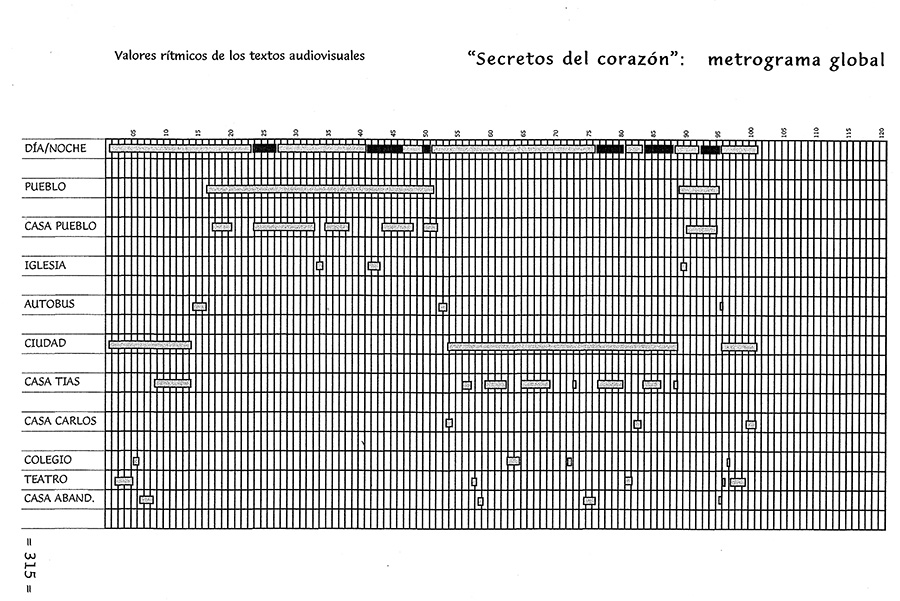 Valores rítmicos de los textos audiovisuales
“Secretos del corazón”: metrograma global
05 10 15 20 25 30 35 40 45 50 55 60 65 70 75 80 85 90 95 100 105 110 115 120
DÍA/NOCHE
PUEBLO
CASA PUEBLO
IGLESIA
AUTOBUS
CIUDAD
CASA TIAS
CASA CARLOS
COLEGIO
TEATRO
CASA ABAND.
= 315 =